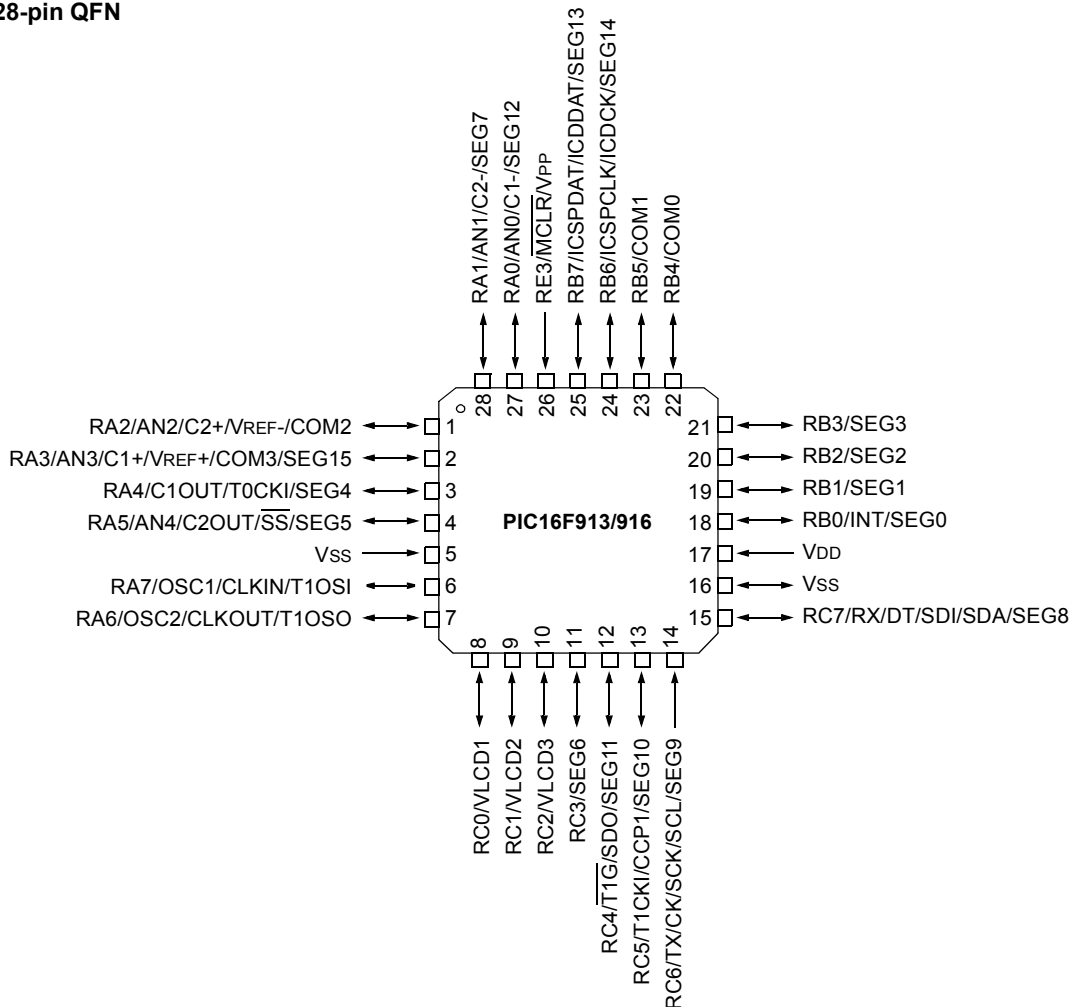 28-pin QFN
RA1/AN1/C2-/SEG7
RA0/AN0/C1-/SEG12
RE3/MCLR/VPP
RB7/ICSPDAT/ICDDAT/SEG13
RB6/ICSPCLK/ICDCK/SEG14
RB5/COM1
RB4/COM0
28
27
26
25
24
23
22
RA2/AN2/C2+/VREF-/COM2
1
RA3/AN3/C1+/VREF+/COM3/SEG15
2
RA4/C1OUT/T0CKI/SEG4
3
RA5/AN4/C2OUT/SS/SEG5
4
VSS
5
RA7/OSC1/CLKIN/T1OSI
6
RA6/OSC2/CLKOUT/T1OSO
7
PIC16F913/916
21
RB3/SEG3
20
RB2/SEG2
19
RB1/SEG1
18
RB0/INT/SEG0
17
VDD
16
VSS
15
RC7/RX/DT/SDI/SDA/SEG8
8
9
10
11
12
13
14
RC0/VLCD1
RC1/VLCD2
RC2/VLCD3
RC3/SEG6
RC4/T1G/SDO/SEG11
RC5/T1CKI/CCP1/SEG10
RC6/TX/CK/SCK/SCL/SEG9